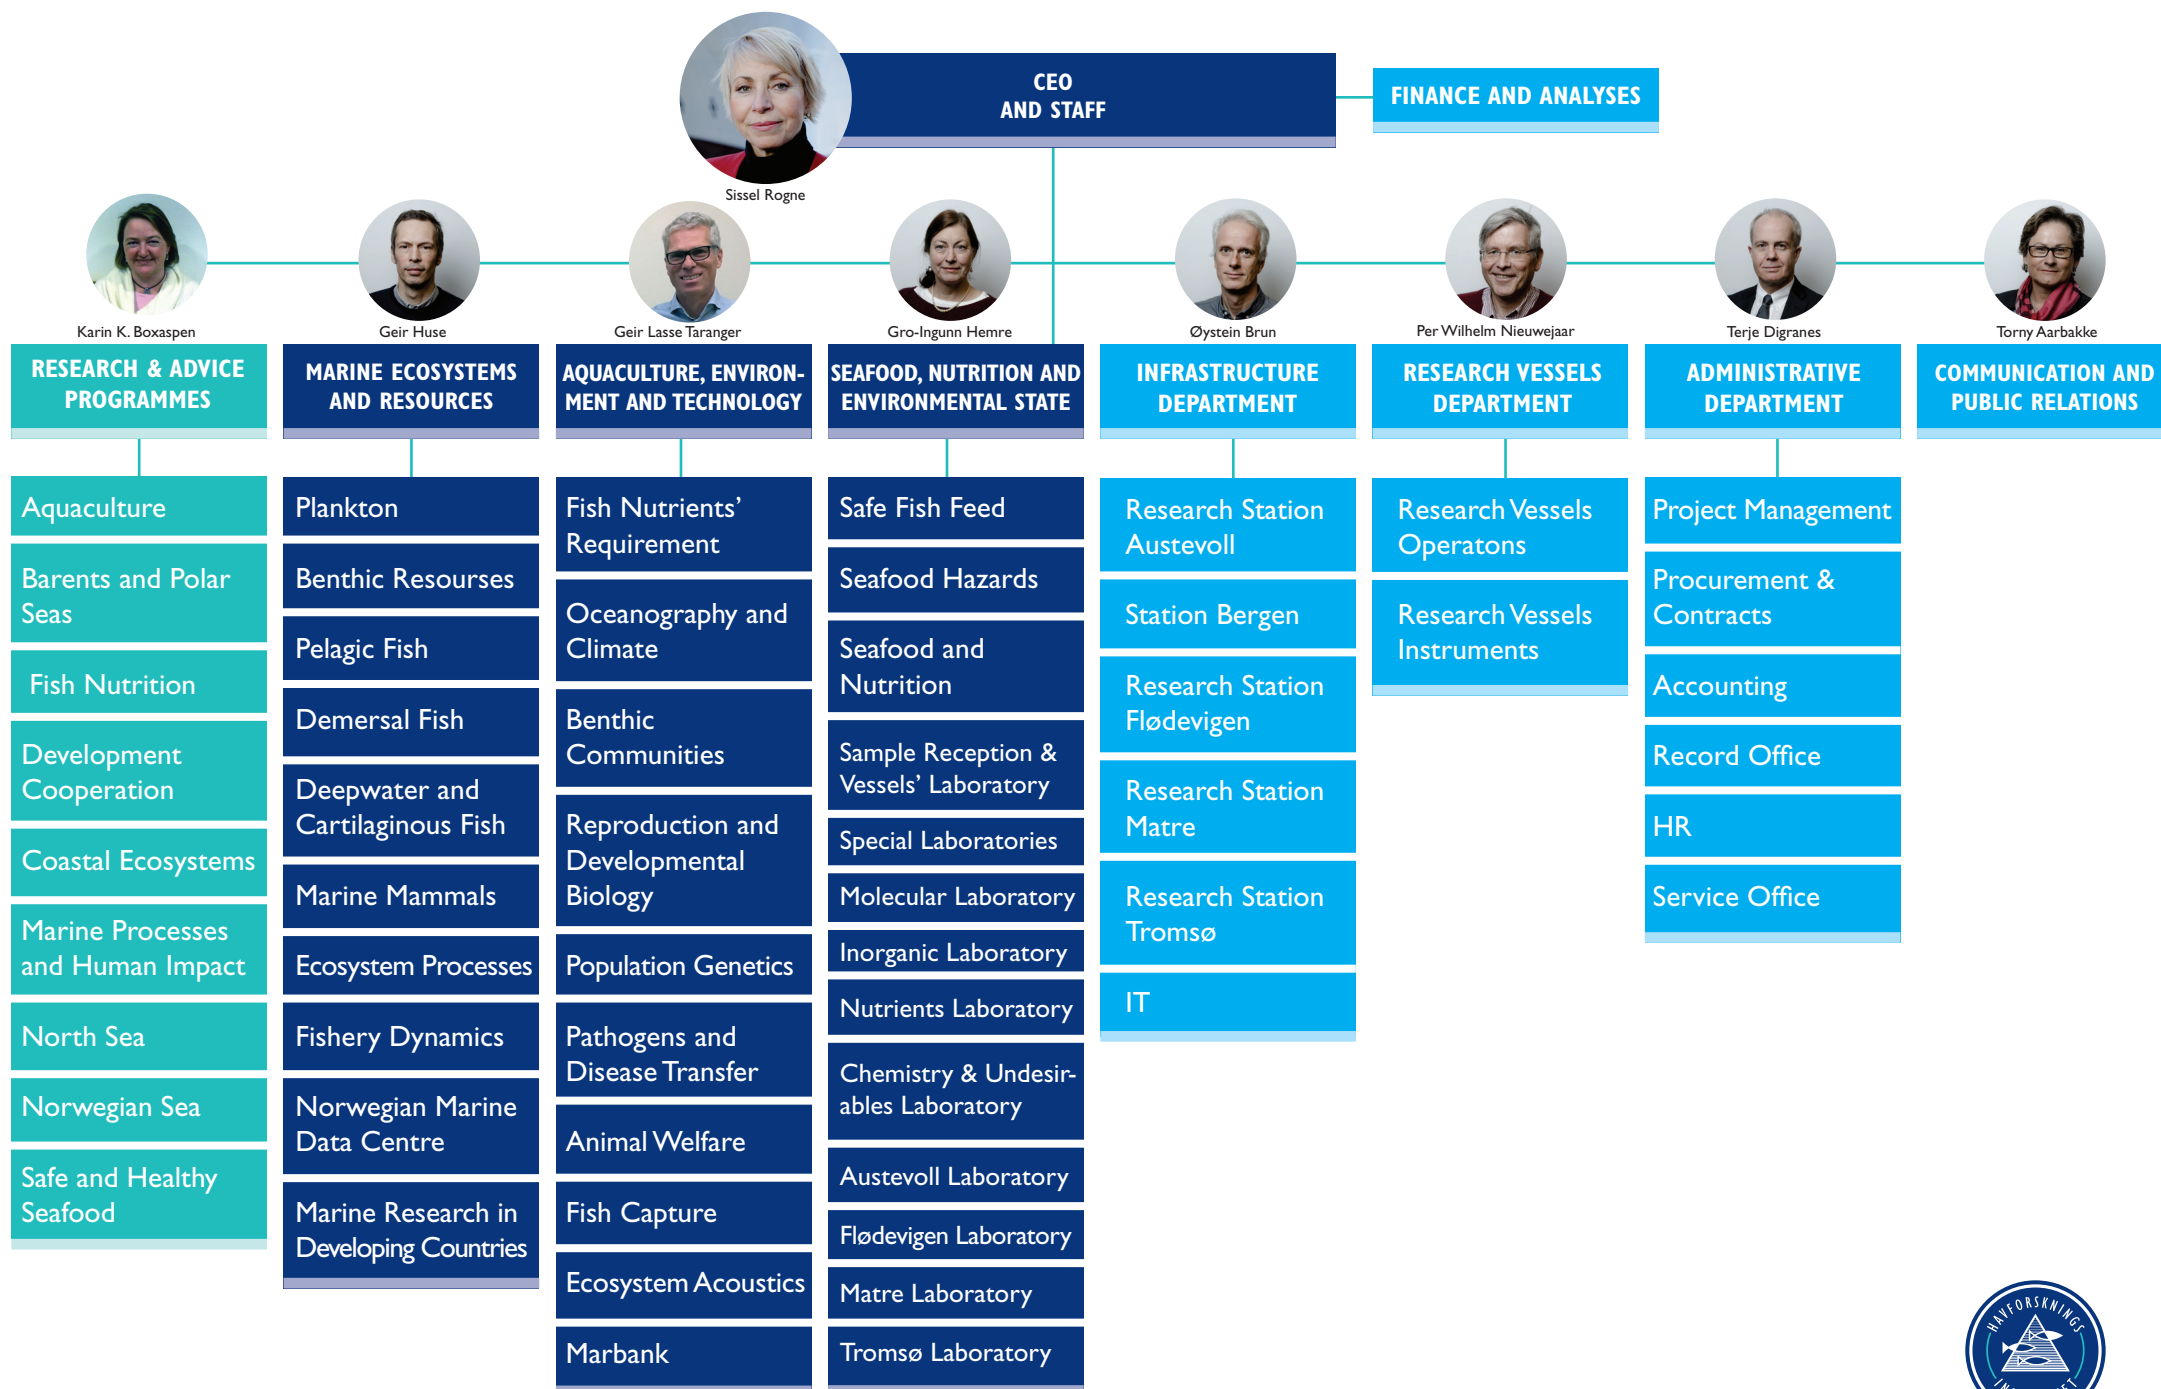 CEO
AND STAFF
FINANCE AND ANALYSES
Sissel Rogne
Karin K. Boxaspen
Geir Huse
Geir Lasse Taranger
Gro-Ingunn Hemre
Øystein Brun
Per Wilhelm Nieuwejaar
Terje Digranes
Torny Aarbakke
RESEARCH & ADVICE
PROGRAMMES
Aquaculture
Barents and Polar
Seas
Fish Nutrition
Development
Cooperation
Coastal Ecosystems
Marine Processes
and Human Impact
North Sea
Norwegian Sea
Safe and Healthy
Seafood
MARINE ECOSYSTEMS
AND RESOURCES
Plankton
Benthic Resourses
Pelagic Fish
Demersal Fish
Deepwater and
Cartilaginous Fish
Marine Mammals
Ecosystem Processes
Fishery Dynamics
Norwegian Marine
Data Centre
Marine Research in
Developing Countries
AQUACULTURE, ENVIRON-
MENT AND TECHNOLOGY
Fish Nutrients’
Requirement
Oceanography and
Climate
Benthic
Communities
Reproduction and
Developmental
Biology
Population Genetics
Pathogens and
Disease Transfer
Animal Welfare
Fish Capture
Ecosystem Acoustics
Marbank
SEAFOOD, NUTRITION AND
ENVIRONMENTAL STATE
Safe Fish Feed
Seafood Hazards
Seafood and
Nutrition
Sample Reception &
Vessels’ Laboratory
Special Laboratories
Molecular Laboratory
Inorganic Laboratory
Nutrients Laboratory
Chemistry & Undesir-
ables Laboratory
Austevoll Laboratory
Flødevigen Laboratory
Matre Laboratory
Tromsø Laboratory
INFRASTRUCTURE
DEPARTMENT
Research Station
Austevoll
Station Bergen
Research Station
Flødevigen
Research Station
Matre
Research Station
Tromsø
IT
RESEARCH VESSELS
DEPARTMENT
Research Vessels
Operatons
Research Vessels
Instruments
ADMINISTRATIVE
DEPARTMENT
Project Management
Procurement &
Contracts
Accounting
Record Office
HR
Service Office
COMMUNICATION AND
PUBLIC RELATIONS
HAVFORSKNINGS